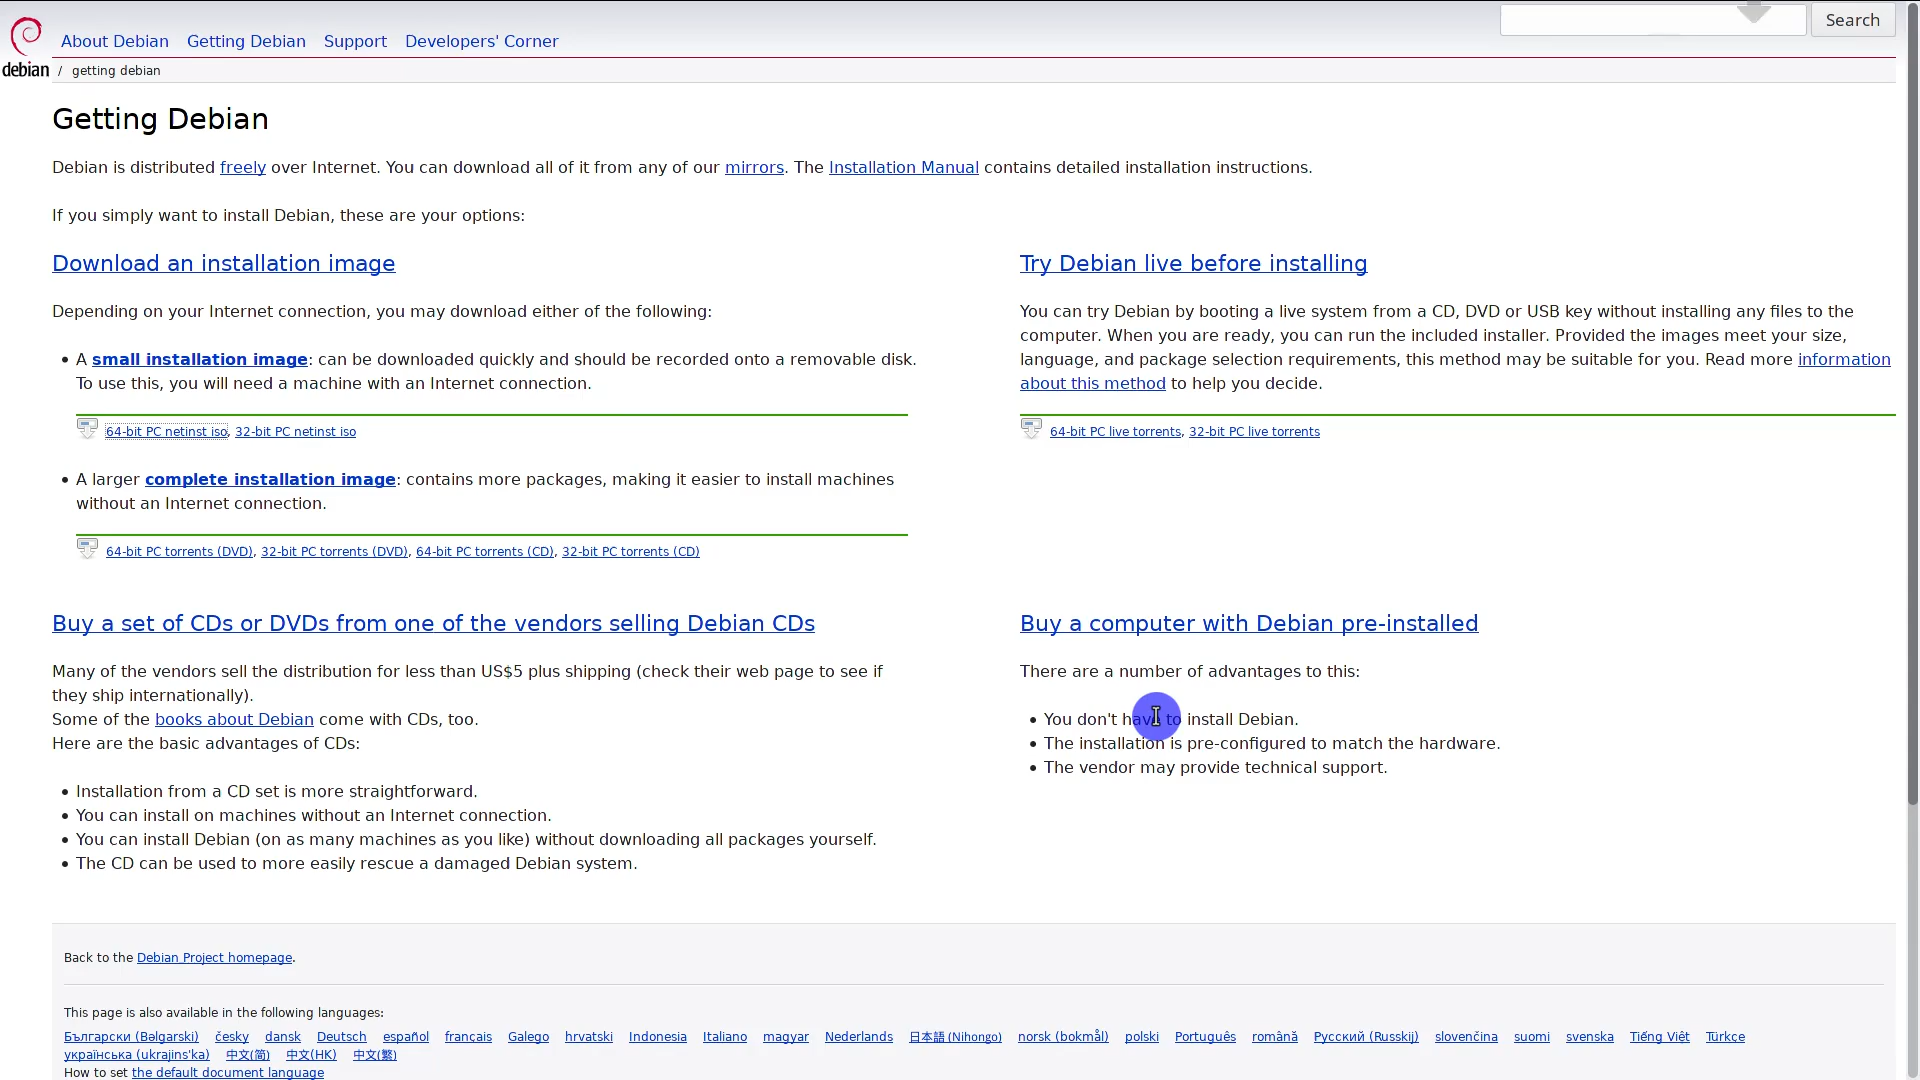 About Debian Getting Debian Support Developers' Corner
Search
debian / getting debian
Getting Debian
Debian is distributed freely over Internet. You can download all of it from any of our mirrors. The Installation Manual contains detailed installation instructions.
If you simply want to install Debian, these are your options:
Download an installation image
Depending on your Internet connection, you may download either of the following:
• A small installation image: can be downloaded quickly and should be recorded onto a removable disk.
To use this, you will need a machine with an Internet connection.
64-bit PC netinst iso, 32-bit PC netinst iso
• A larger complete installation image: contains more packages, making it easier to install machines
without an Internet connection.
64-bit PC torrents (DVD), 32-bit PC torrents (DVD), 64-bit PC torrents (CD), 32-bit PC torrents (CD)
Try Debian live before installing
You can try Debian by booting a live system from a CD, DVD or USB key without installing any files to the
computer. When you are ready, you can run the included installer. Provided the images meet your size,
language, and package selection requirements, this method may be suitable for you. Read more information
about this method to help you decide.
64-bit PC live torrents, 32-bit PC live torrents
Buy a set of CDs or DVDs from one of the vendors selling Debian CDs
Many of the vendors sell the distribution for less than US$5 plus shipping (check their web page to see if
they ship internationally).
Some of the books about Debian come with CDs, too.
Here are the basic advantages of CDs:
• Installation from a CD set is more straightforward.
• You can install on machines without an Internet connection.
• You can install Debian (on as many machines as you like) without downloading all packages yourself.
• The CD can be used to more easily rescue a damaged Debian system.
Buy a computer with Debian pre-installed
There are a number of advantages to this:
• You don't have to install Debian.
• The installation is pre-configured to match the hardware.
• The vendor may provide technical support.
Back to the Debian Project homepage.
This page is also available in the following languages:
Български (Bəlgarski) česky dansk Deutsch español français Galego hrvatski Indonesia Italiano magyar Nederlands 日本語 (Nihongo) norsk (bokmål) polski Português română Русский (Russkij) slovenčina suomi svenska Tiếng Việt Türkçe
українська (ukrajins'ka) 中文(简) 中文(HK) 中文(繁)
How to set the default document language